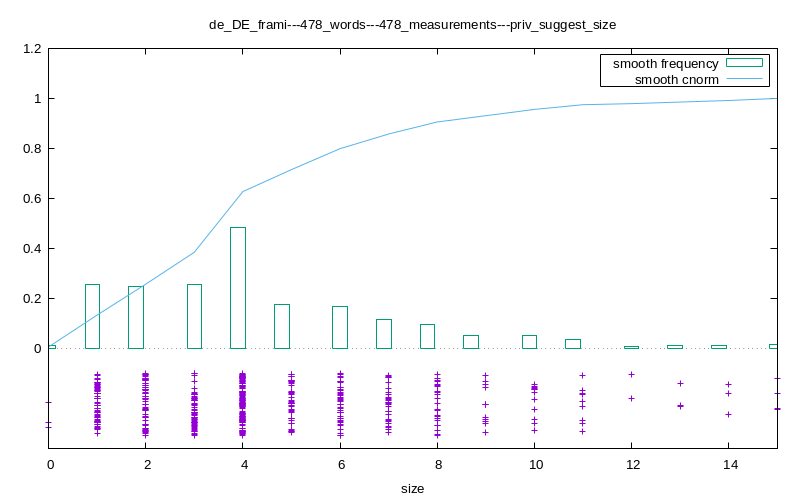 de_DE_frami---478_words---478_measurements---priv_suggest_size
1.2
smooth frequency
smooth cnorm
1
0.8
0.6
0.4
0.2
0
0 2 4 6 8 10 12 14
size